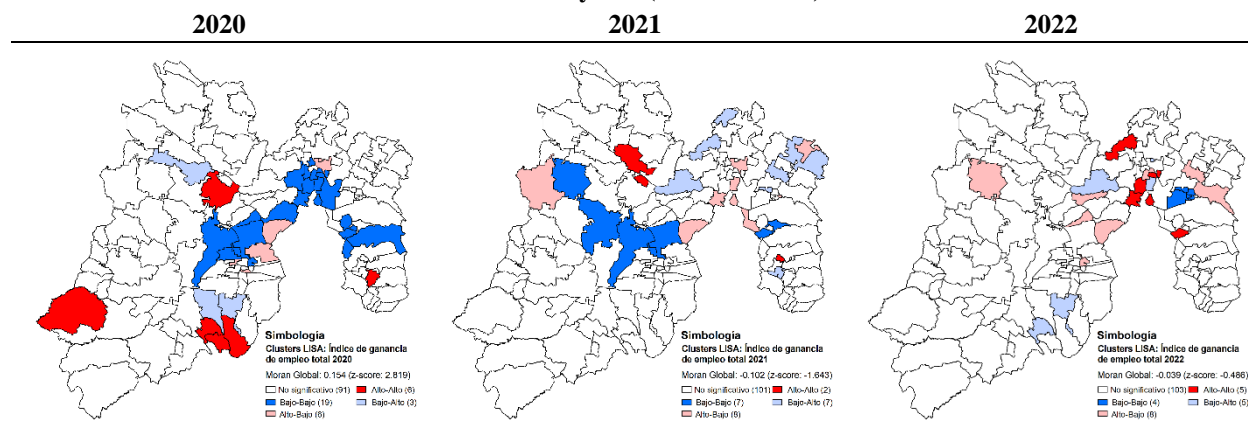 2020
2021
2022
Simbología
Clusters LISA: Índice de ganancia
de empleo total 2020
Moran Global: 0.154 (z-score: 2.819)
No significativo (91) Alto-Alto (6)
Bajo-Bajo (19) Bajo-Alto (3)
Alto-Bajo (6)
Simbología
Clusters LISA: Índice de ganancia
de empleo total 2021
Moran Global: -0.102 (z-score: -1.643)
No significativo (101) Alto-Alto (2)
Bajo-Bajo (7) Bajo-Alto (7)
Alto-Bajo (8)
Simbología
Clusters LISA: Índice de ganancia
de empleo total 2022
Moran Global: -0.039 (z-score: -0.486)
No significativo (103) Alto-Alto (5)
Bajo-Bajo (4) Bajo-Alto (5)
Alto-Bajo (8)